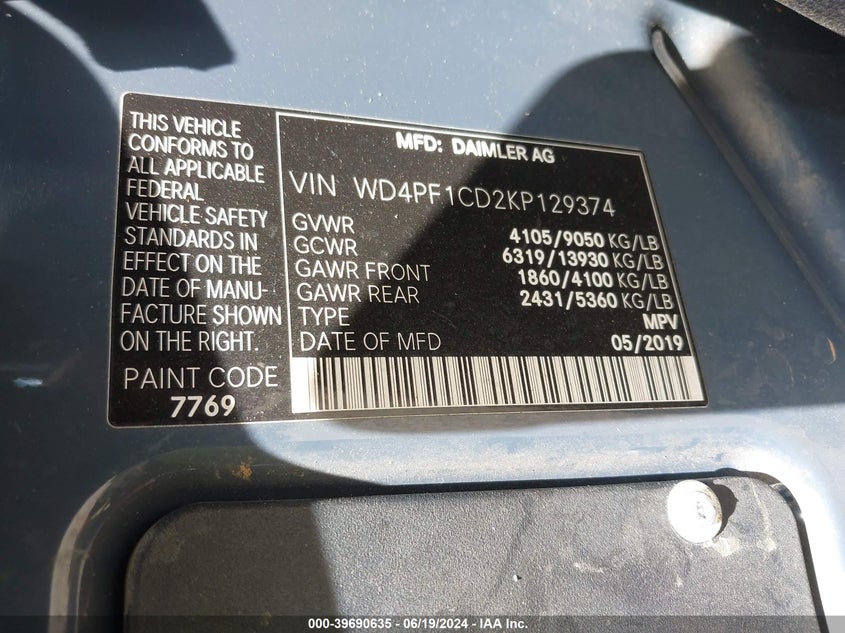 THIS VEHICLE
CONFORMS TO
ALL APPLICABLE
FEDERAL
VEHICLE SAFETY
STANDARDS IN
EFFECT ON THE
DATE OF MANU-
FACTURE SHOWN
ON THE RIGHT.
PAINT CODE
7769
MFD: DAIMLER AG
VIN WD4PF1CD2KP129374
GVWR 4105/9050 KG/LB
GCWR 6319/13930 KG/LB
GAWR FRONT 1860/4100 KG/LB
GAWR REAR 2431/5360 KG/LB
TYPE MPV
DATE OF MFD 05/2019
000-39690635 - 06/19/2024 - IAA Inc.